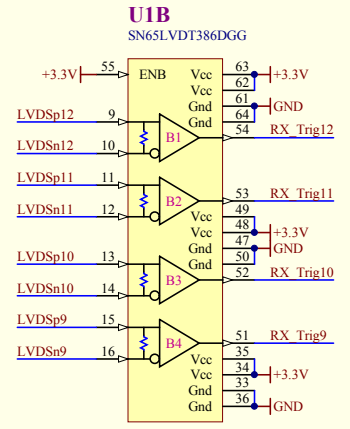 U1B
SN65LVDT386DGG
+3.3V 55 ENB Vcc 63 +3.3V
Vcc 62
Gnd 61 GND
LVDSp12 9 Gnd 64
B1 54 RX_Trig12
LVDSn12 10
LVDSp11 11
B2 53 RX_Trig11
LVDSn11 12 Vcc 49
Vcc 48 +3.3V
Gnd 47 GND
LVDSp10 13 Gnd 50
B3 52 RX_Trig10
LVDSn10 14
LVDSp9 15
B4 51 RX_Trig9
LVDSn9 16 Vcc 35
Vcc 34 +3.3V
Gnd 33
Gnd 36 GND